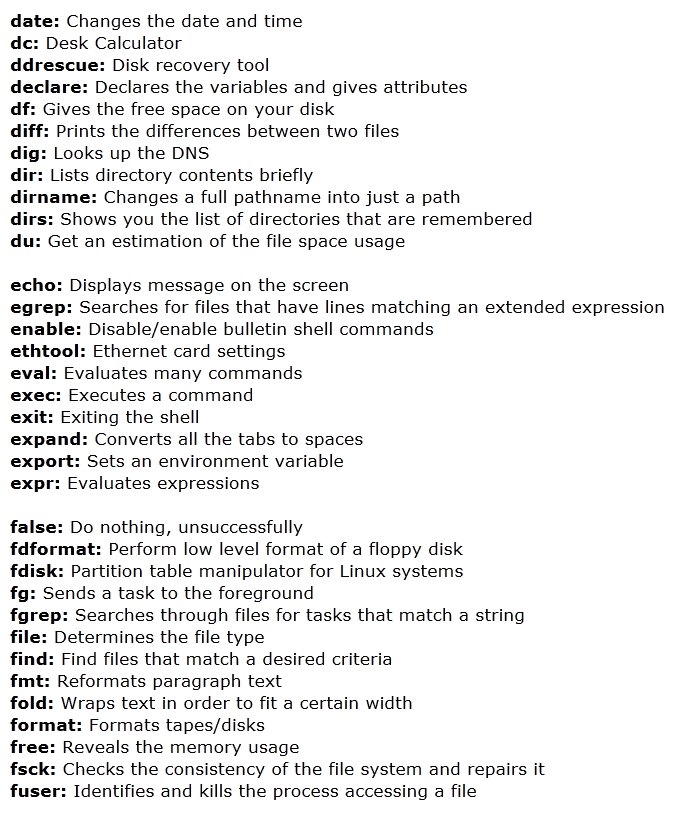 date: Changes the date and time
dc: Desk Calculator
ddrescue: Disk recovery tool
declare: Declares the variables and gives attributes
df: Gives the free space on your disk
diff: Prints the differences between two files
dig: Looks up the DNS
dir: Lists directory contents briefly
dirname: Changes a full pathname into just a path
dirs: Shows you the list of directories that are remembered
du: Get an estimation of the file space usage
echo: Displays message on the screen
egrep: Searches for files that have lines matching an extended expression
enable: Disable/enable bulletin shell commands
ethtool: Ethernet card settings
eval: Evaluates many commands
exec: Executes a command
exit: Exiting the shell
expand: Converts all the tabs to spaces
export: Sets an environment variable
expr: Evaluates expressions
false: Do nothing, unsuccessfully
fdformat: Perform low level format of a floppy disk
fdisk: Partition table manipulator for Linux systems
fg: Sends a task to the foreground
fgrep: Searches through files for tasks that match a string
file: Determines the file type
find: Find files that match a desired criteria
fmt: Reformats paragraph text
fold: Wraps text in order to fit a certain width
format: Formats tapes/disks
free: Reveals the memory usage
fsck: Checks the consistency of the file system and repairs it
fuser: Identifies and kills the process accessing a file